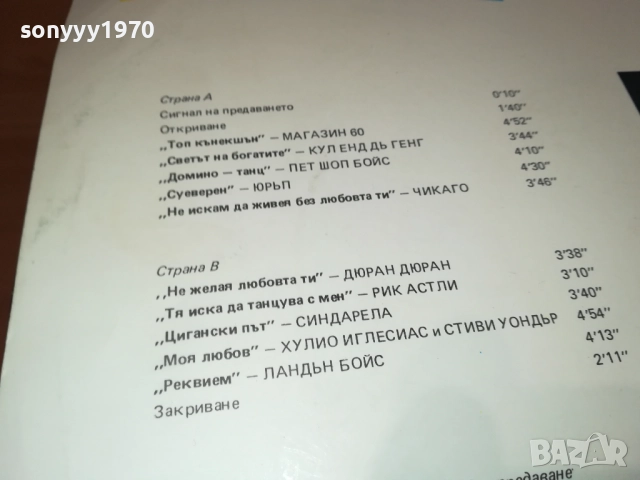 sonyyy1970
Страна А
Сигнал на предаването 0'10"
Откриване 1'40"
„Топ кънекшън" – МАГАЗИН 60 4'52"
„Светът на богатите" – КУЛ ЕНД ДЬ ГЕНГ 3'44"
„Домино – танц" – ПЕТ ШОП БОЙС 4'10"
„Суеверен" – ЮРЪП 4'30"
„Не искам да живея без любовта ти" – ЧИКАГО 3'46"
Страна В
„Не желая любовта ти" – ДЮРАН ДЮРАН 3'38"
„Тя иска да танцува с мен" – РИК АСТЛИ 3'10"
„Цигански път" – СИНДАРЕЛА 3'40"
„Моя любов" – ХУЛИО ИГЛЕСИАС и СТИВИ УОНДЪР 4'54"
„Реквием" – ЛАНДЪН БОЙС 4'13"
Закриване 2'11"
BAZAR
bg